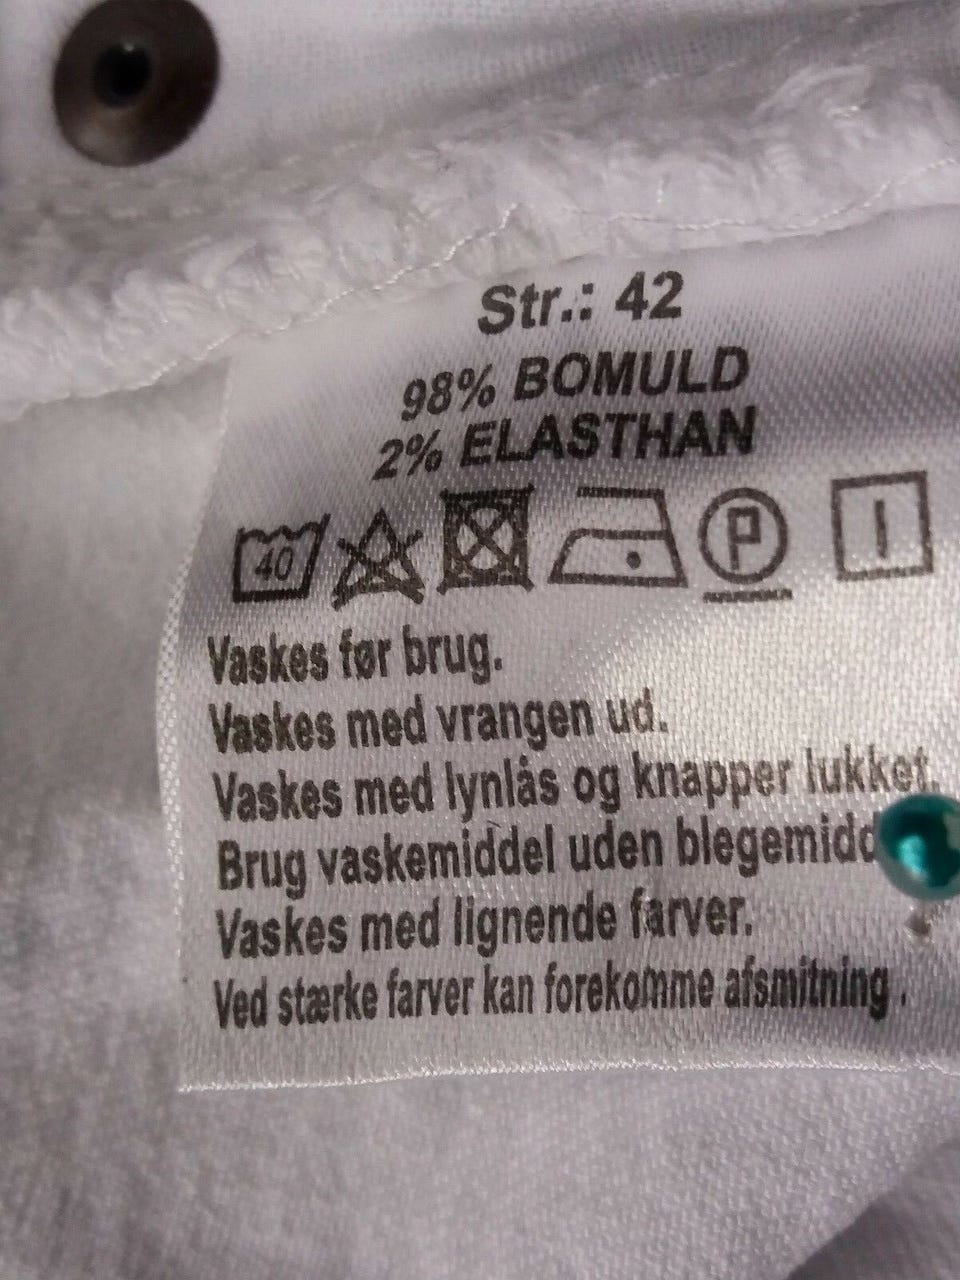 Str.: 42
98% BOMULD
2% ELASTHAN
40 P I
Vaskes før brug.
Vaskes med vrangen ud.
Vaskes med lynlås og knapper lukket.
Brug vaskemiddel uden
Vaskes med lignende farver.
Ved stærke farver kan forekomme afsmitning .